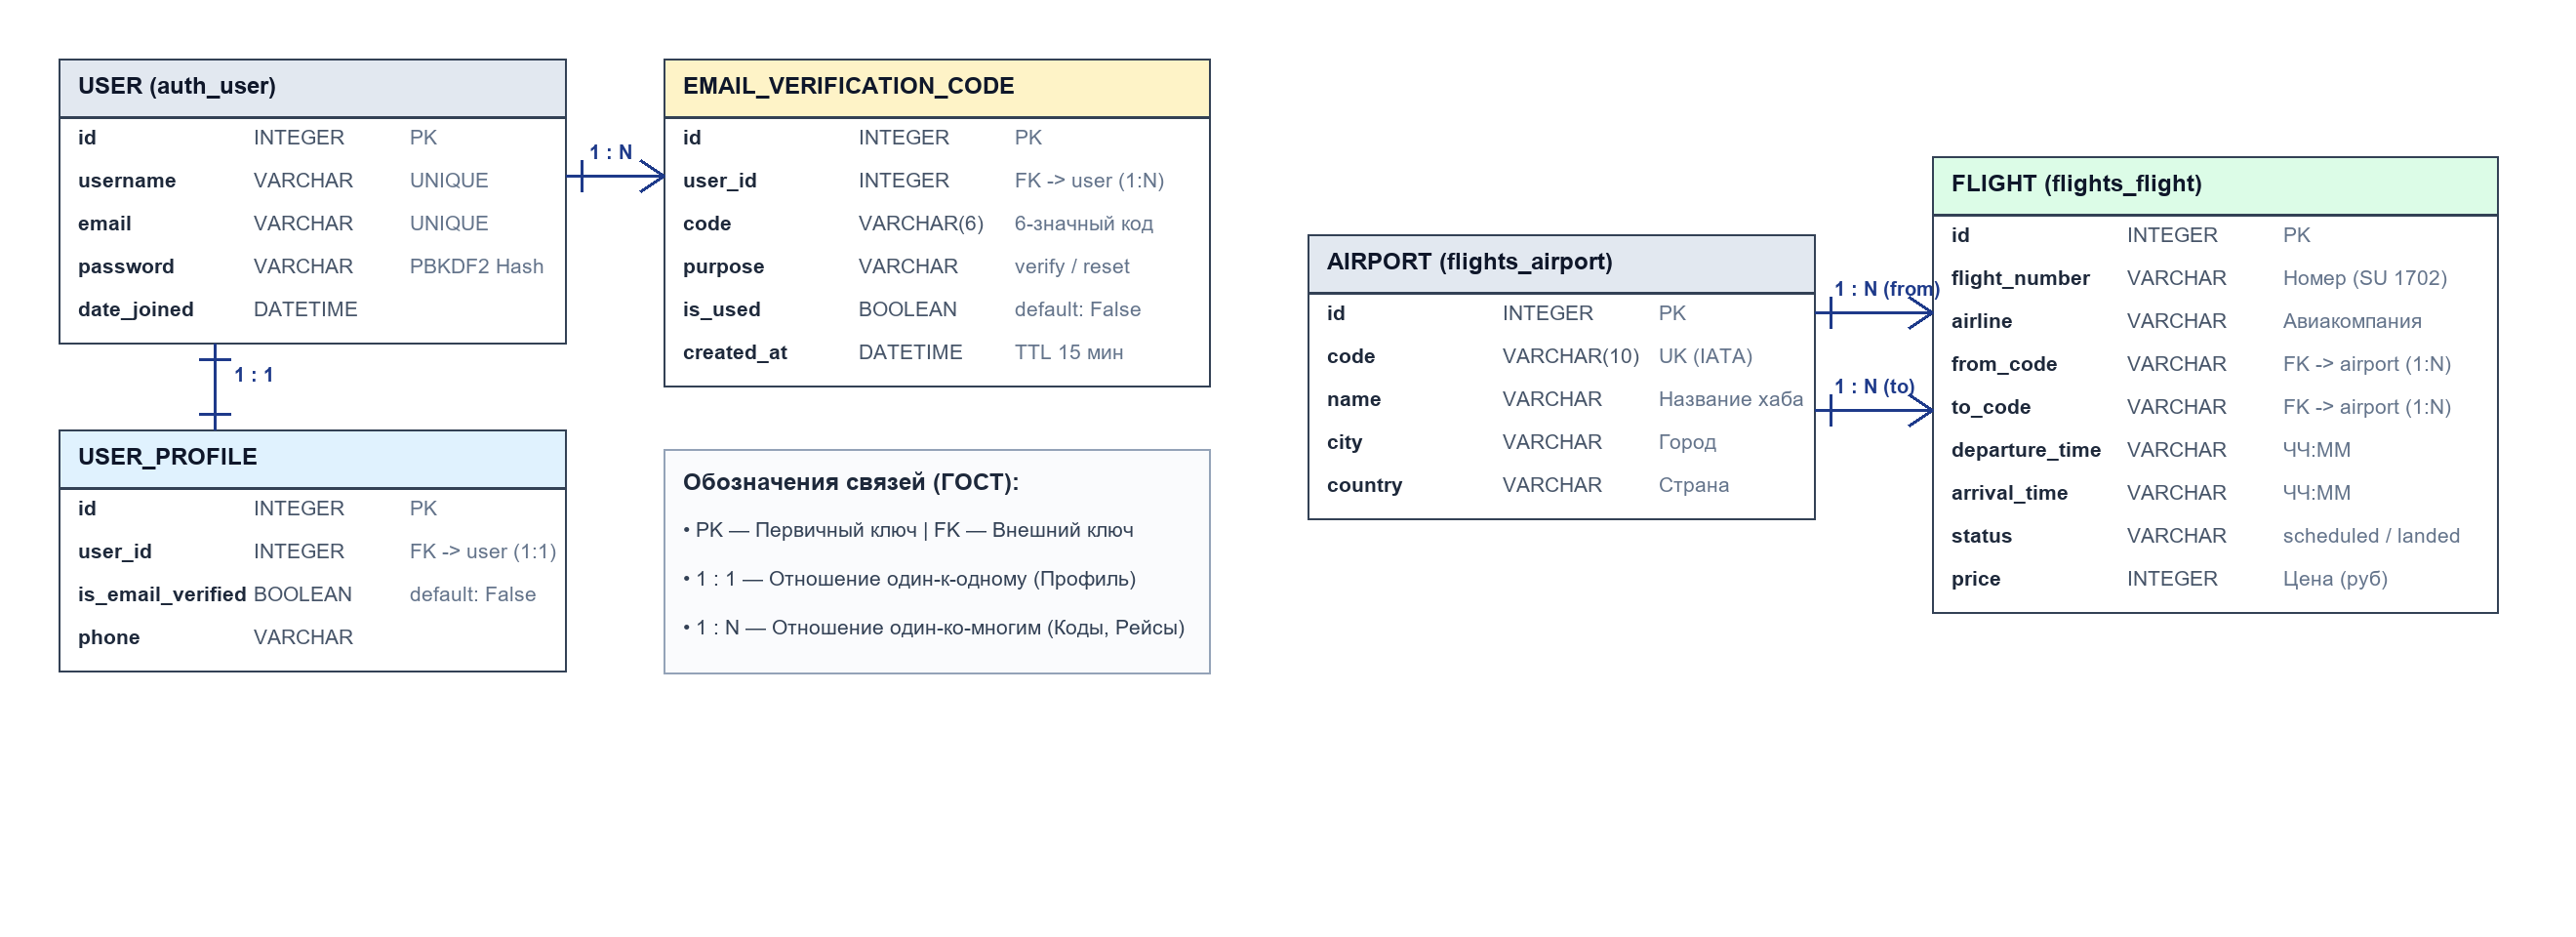 USER (auth_user)
id INTEGER PK
username VARCHAR UNIQUE
email VARCHAR UNIQUE
password VARCHAR PBKDF2 Hash
date_joined DATETIME
1 : N
EMAIL_VERIFICATION_CODE
id INTEGER PK
user_id INTEGER FK -> user (1:N)
code VARCHAR(6) 6-значный код
purpose VARCHAR verify / reset
is_used BOOLEAN default: False
created_at DATETIME TTL 15 мин
1 : 1
USER_PROFILE
id INTEGER PK
user_id INTEGER FK -> user (1:1)
is_email_verified BOOLEAN default: False
phone VARCHAR
Обозначения связей (ГОСТ):
• PK — Первичный ключ | FK — Внешний ключ
• 1 : 1 — Отношение один-к-одному (Профиль)
• 1 : N — Отношение один-ко-многим (Коды, Рейсы)
AIRPORT (flights_airport)
id INTEGER PK
code VARCHAR(10) UK (IATA)
name VARCHAR Название хаба
city VARCHAR Город
country VARCHAR Страна
1 : N (from)
1 : N (to)
FLIGHT (flights_flight)
id INTEGER PK
flight_number VARCHAR Номер (SU 1702)
airline VARCHAR Авиакомпания
from_code VARCHAR FK -> airport (1:N)
to_code VARCHAR FK -> airport (1:N)
departure_time VARCHAR ЧЧ:ММ
arrival_time VARCHAR ЧЧ:ММ
status VARCHAR scheduled / landed
price INTEGER Цена (руб)